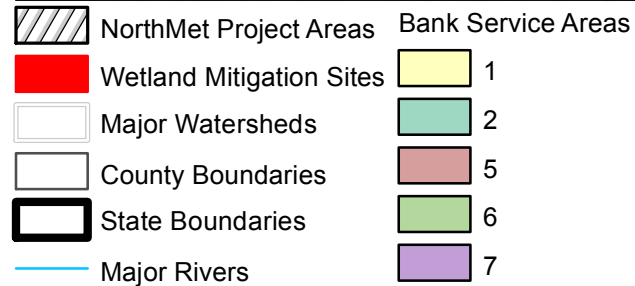 NorthMet Project Areas
Wetland Mitigation Sites
Major Watersheds
County Boundaries
State Boundaries
Major Rivers
Bank Service Areas
1
2
5
6
7